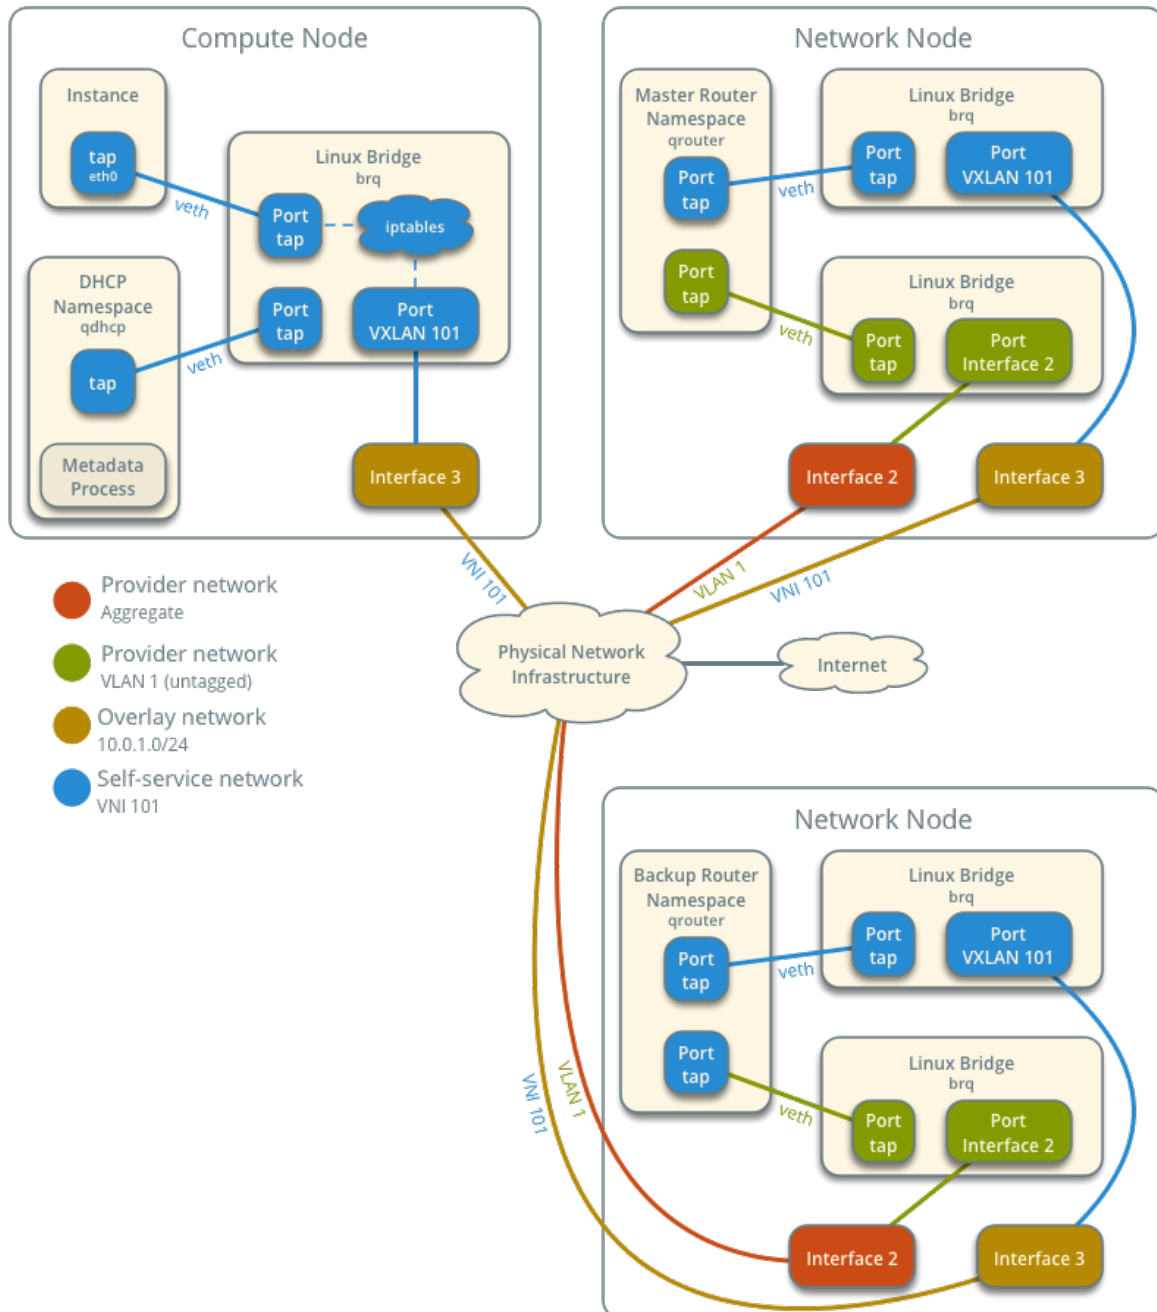 Compute Node
Instance
tap
eth0
veth
Linux Bridge
brq
Port
tap
iptables
DHCP
Namespace
qdhcp
tap
veth
Port
tap
Port
VXLAN 101
Metadata
Process
Interface 3
VNI 101
Network Node
Master Router
Namespace
qrouter
Port
tap
veth
Linux Bridge
brq
Port
tap
Port
VXLAN 101
Port
tap
veth
Linux Bridge
brq
Port
tap
Port
Interface 2
Interface 2
Interface 3
VLAN 1
VNI 101
Provider network
Aggregate
Provider network
VLAN 1 (untagged)
Overlay network
10.0.1.0/24
Self-service network
VNI 101
Physical Network
Infrastructure
Internet
VNI 101
VLAN 1
Network Node
Backup Router
Namespace
qrouter
Port
tap
veth
Linux Bridge
brq
Port
tap
Port
VXLAN 101
Port
tap
veth
Linux Bridge
brq
Port
tap
Port
Interface 2
Interface 2
Interface 3